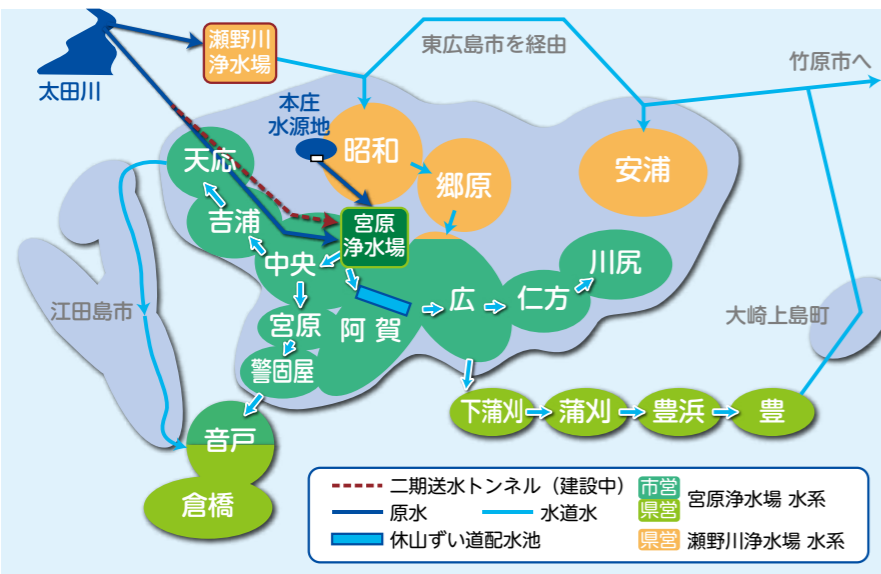 太田川
瀬野川
浄水場
東広島市を経由
竹原市へ
本庄
水源地
昭和
郷原
安浦
天応
吉浦
宮原
浄水場
中央
川尻
広
仁方
江田島市
宮原
阿賀
大崎上島町
警固屋
下蒲刈
蒲刈
豊浜
豊
音戸
倉橋
二期送水トンネル（建設中）
原水
水道水
休山ずい道配水池
市営
県営
宮原浄水場 水系
県営
瀬野川浄水場 水系